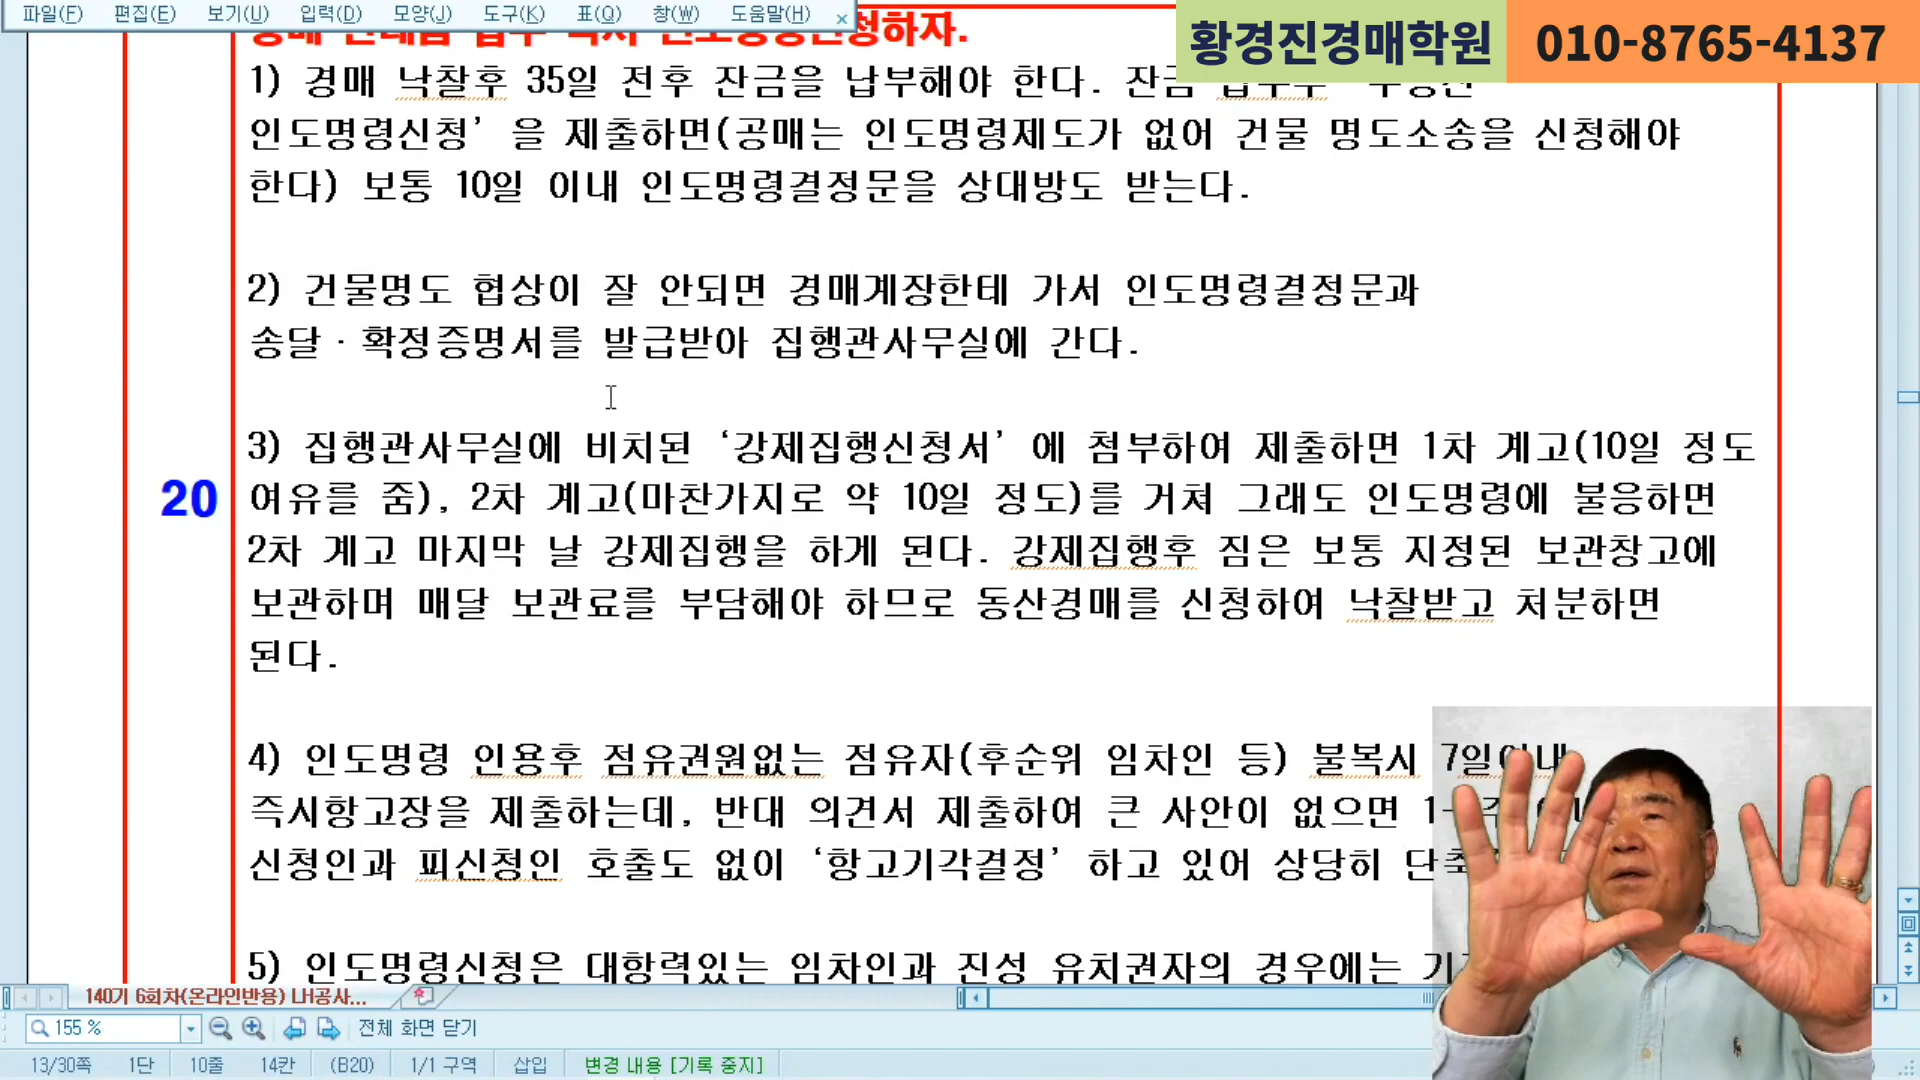 파일(F) 편집(E) 보기(U) 입력(D) 모양(J) 도구(K) 표(Q) 창(W) 도움말(H) ×
황경진경매학원 010-8765-4137
하자.
1) 경매 낙찰후 35일 전후 잔금을 납부해야 한다. 잔금
인도명령신청’ 을 제출하면(공매는 인도명령제도가 없어 건물 명도소송을 신청해야
한다) 보통 10일 이내 인도명령결정문을 상대방도 받는다.
2) 건물명도 협상이 잘 안되면 경매계장한테 가서 인도명령결정문과
송달·확정증명서를 발급받아 집행관사무실에 간다.
3) 집행관사무실에 비치된 ‘강제집행신청서’ 에 첨부하여 제출하면 1차 계고(10일 정도
20 여유를 줌), 2차 계고(마찬가지로 약 10일 정도)를 거쳐 그래도 인도명령에 불응하면
2차 계고 마지막 날 강제집행을 하게 된다. 강제집행후 짐은 보통 지정된 보관창고에
보관하며 매달 보관료를 부담해야 하므로 동산경매를 신청하여 낙찰받고 처분하면
된다.
4) 인도명령 인용후 점유권원없는 점유자(후순위 임차인 등) 불복시 7일이내
즉시항고장을 제출하는데, 반대 의견서 제출하여 큰 사안이 없으면
신청인과 피신청인 호출도 없이 ‘항고기각결정’ 하고 있어 상당히
5) 인도명령신청은 대항력있는 임차인과 진성 유치권자의 경우에는
140기 6회차(온라인반용) LH공사...
155 % 전체 화면 닫기
13/30쪽 1단 10줄 14칸 (B20) 1/1 구역 삽입 변경 내용 [기록 중지]